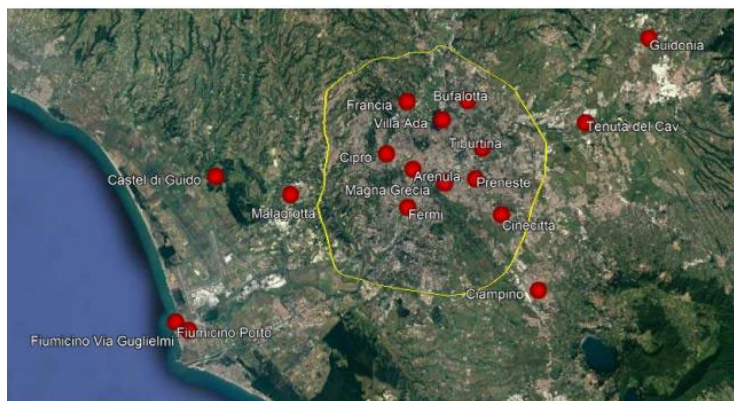 Guidonia
Francia
Bufalotta
Villa Ada
Tenuta del Cav
Tiburtina
Cipro
Arenula
Castel di Guido
Magna Grecia
Preneste
Malagrotta
Fermi
Cinecittà
Ciampino
Fiumicino Porto
Fiumicino Via Guglielmi